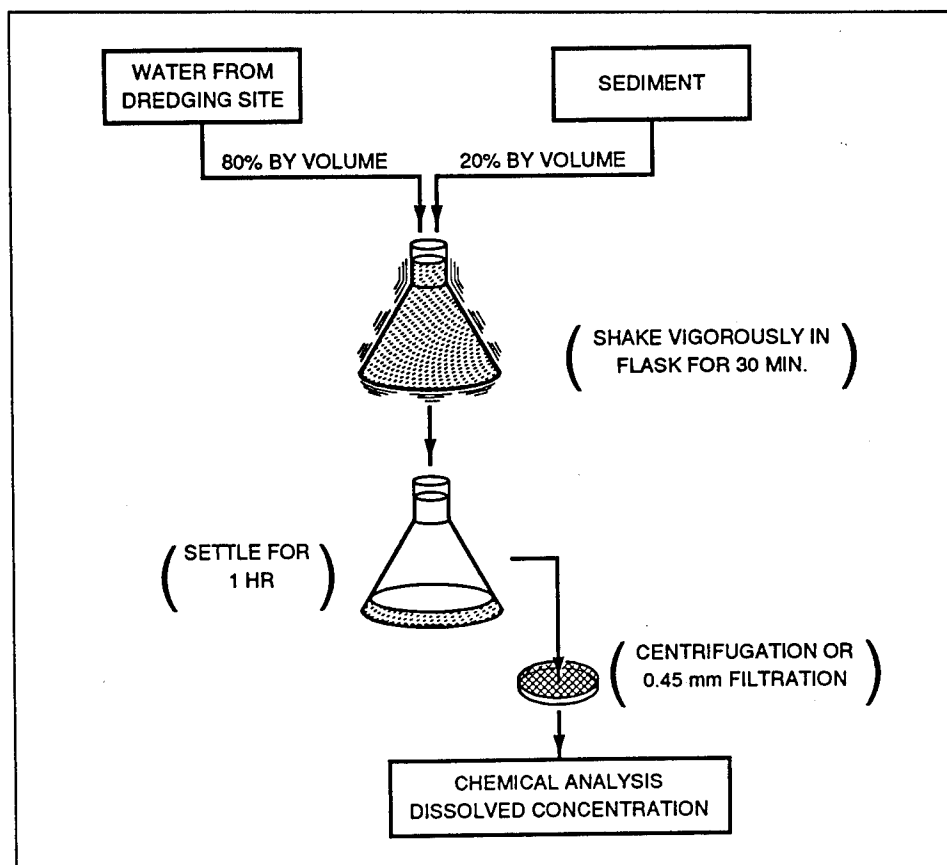 WATER FROM
DREDGING SITE
SEDIMENT
80% BY VOLUME
20% BY VOLUME
( SHAKE VIGOROUSLY IN
FLASK FOR 30 MIN. )
( SETTLE FOR
1 HR )
( CENTRIFUGATION OR
0.45 mm FILTRATION )
CHEMICAL ANALYSIS
DISSOLVED CONCENTRATION